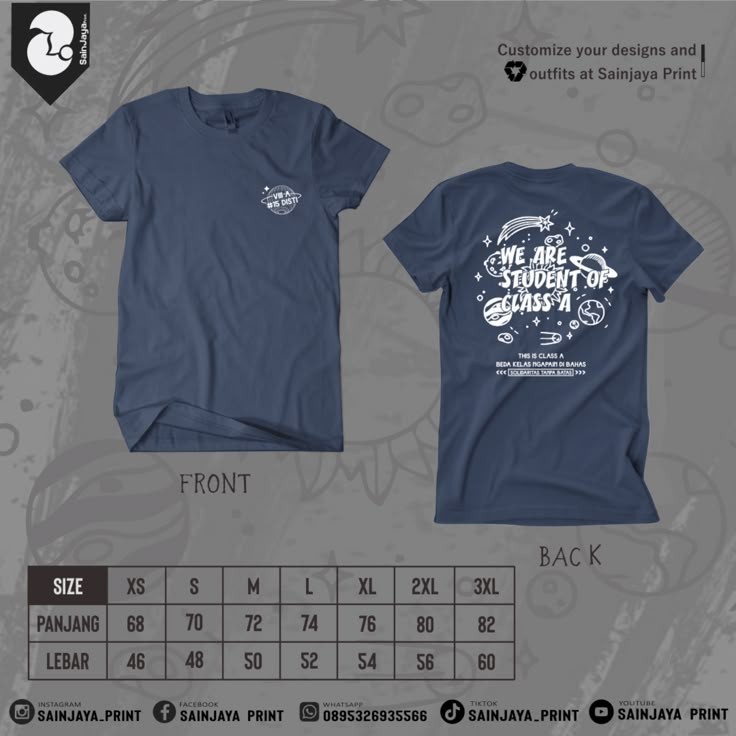 SainJaya Print
Customize your designs and
outfits at Sainjaya Print
VIII-A
#15 DISTI
WE ARE
STUDENT OF
CLASS A
THIS IS CLASS A
BEDA KELAS NGAPAIN DI BAHAS
<<< SOLIDARITAS TANPA BATAS >>>
FRONT
BACK
SIZE XS S M L XL 2XL 3XL
PANJANG 68 70 72 74 76 80 82
LEBAR 46 48 50 52 54 56 60
INSTAGRAM
SAINJAYA_PRINT
FACEBOOK
SAINJAYA PRINT
WHATSAPP
0895326935566
TIKTOK
SAINJAYA_PRINT
YOUTUBE
SAINJAYA PRINT